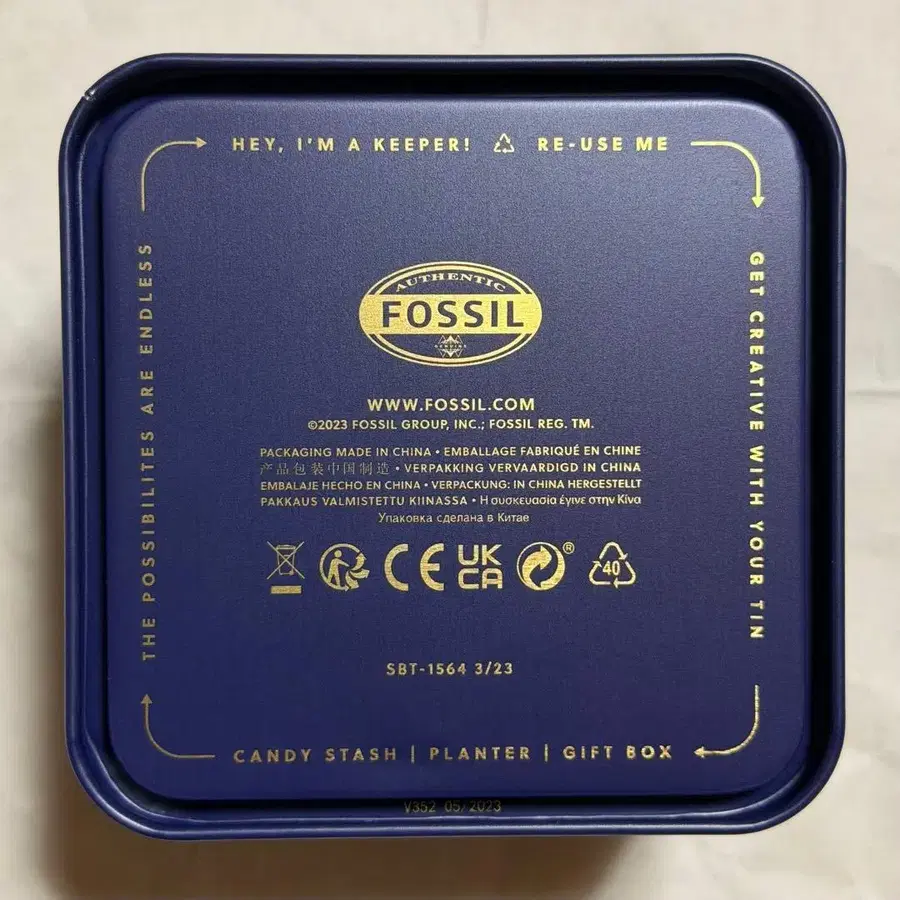 HEY, I'M A KEEPER! RE-USE ME
GET CREATIVE WITH YOUR TIN
CANDY STASH | PLANTER | GIFT BOX
THE POSSIBILITES ARE ENDLESS
AUTHENTIC
FOSSIL
GENUINE
WWW.FOSSIL.COM
©2023 FOSSIL GROUP, INC.; FOSSIL REG. TM.
PACKAGING MADE IN CHINA • EMBALLAGE FABRIQUÉ EN CHINE
产品包装中国制造 • VERPAKKING VERVAARDIGD IN CHINA
EMBALAJE HECHO EN CHINA • VERPACKUNG: IN CHINA HERGESTELLT
PAKKAUS VALMISTETTU KIINASSA • Η συσκευασία έγινε στην Κίνα
Упаковка сделана в Китае
CE UK CA ® 40
SBT-1564 3/23
V352 05/2023